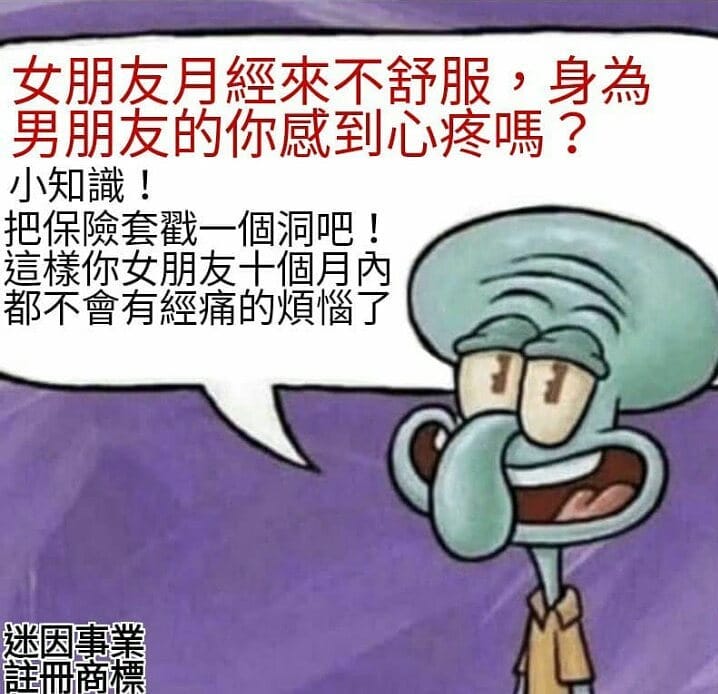 女朋友月經來不舒服，身為
男朋友的你感到心疼嗎？
小知識！
把保險套戳一個洞吧！
這樣你女朋友十個月內
都不會有經痛的煩惱了
迷因事業
註冊商標